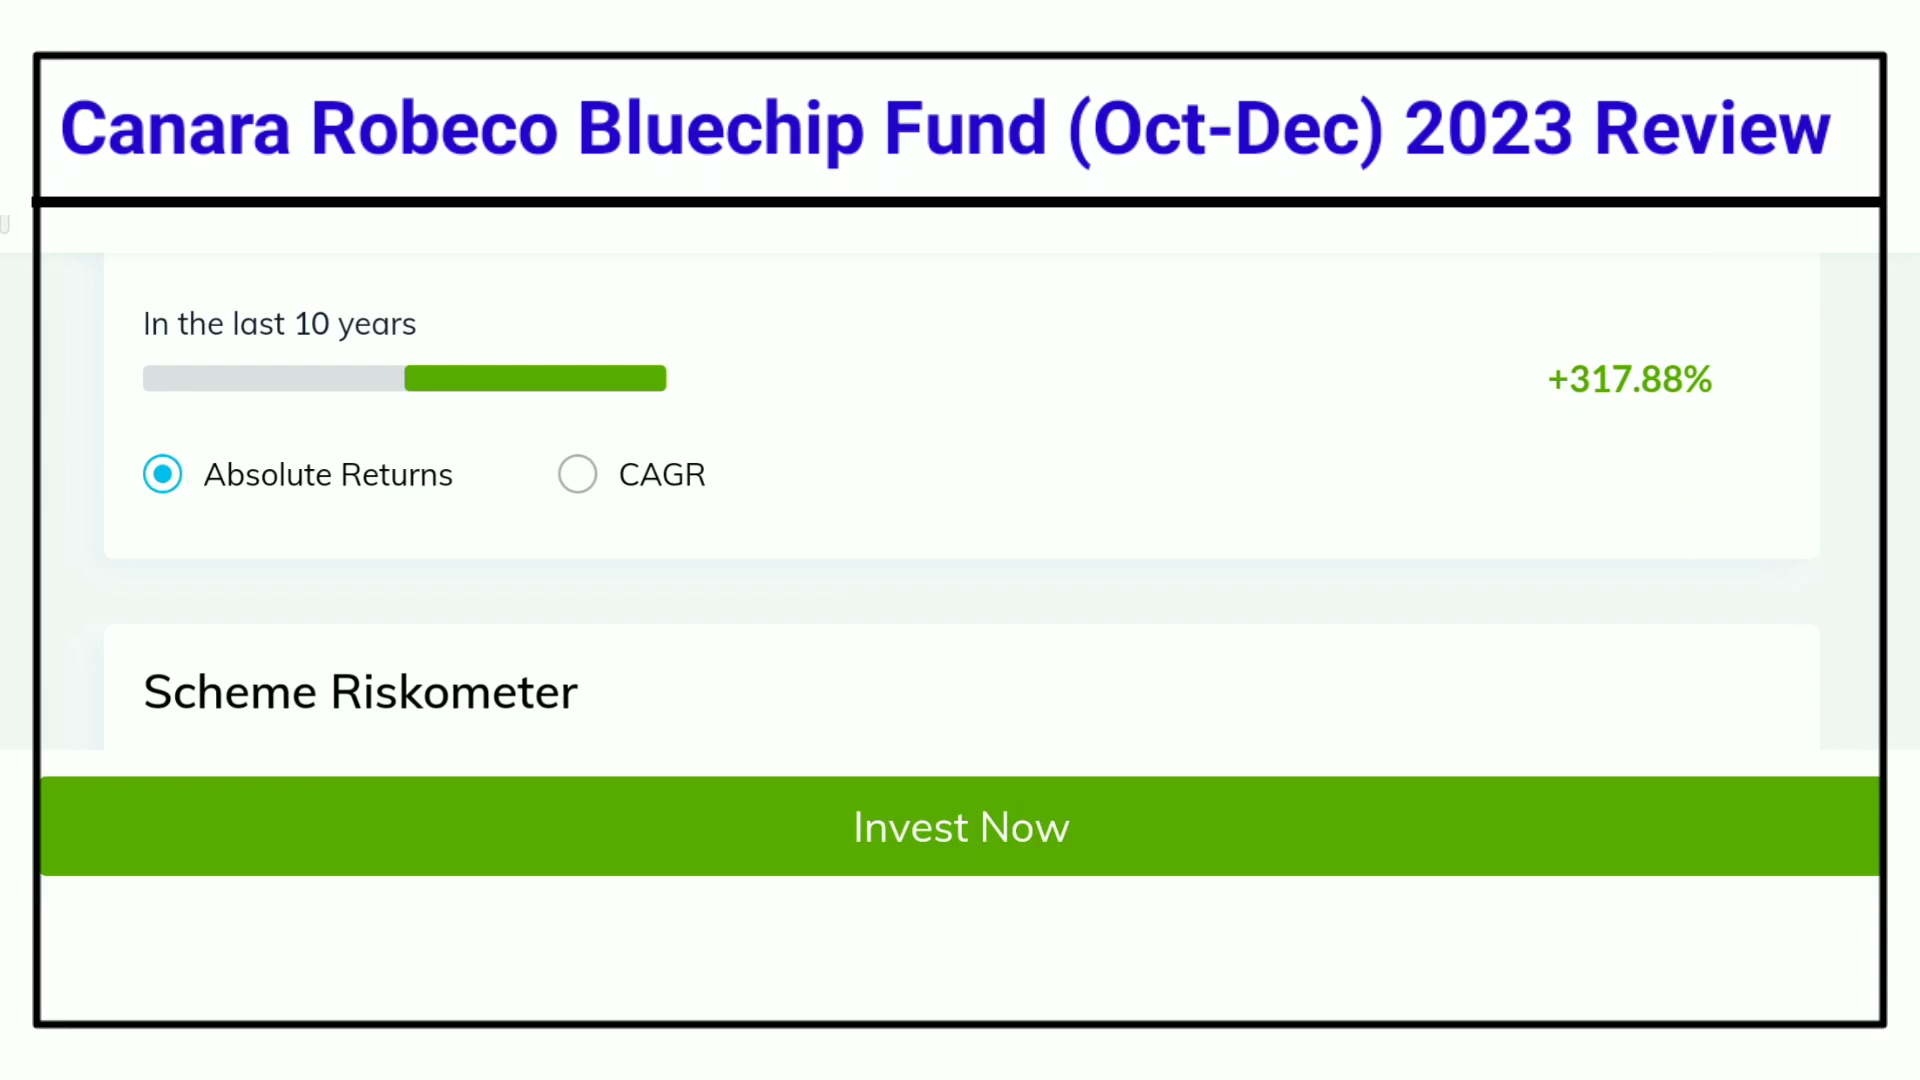 Canara Robeco Bluechip Fund (Oct-Dec) 2023 Review
In the last 10 years
+317.88%
Absolute Returns CAGR
Scheme Riskometer
Invest Now